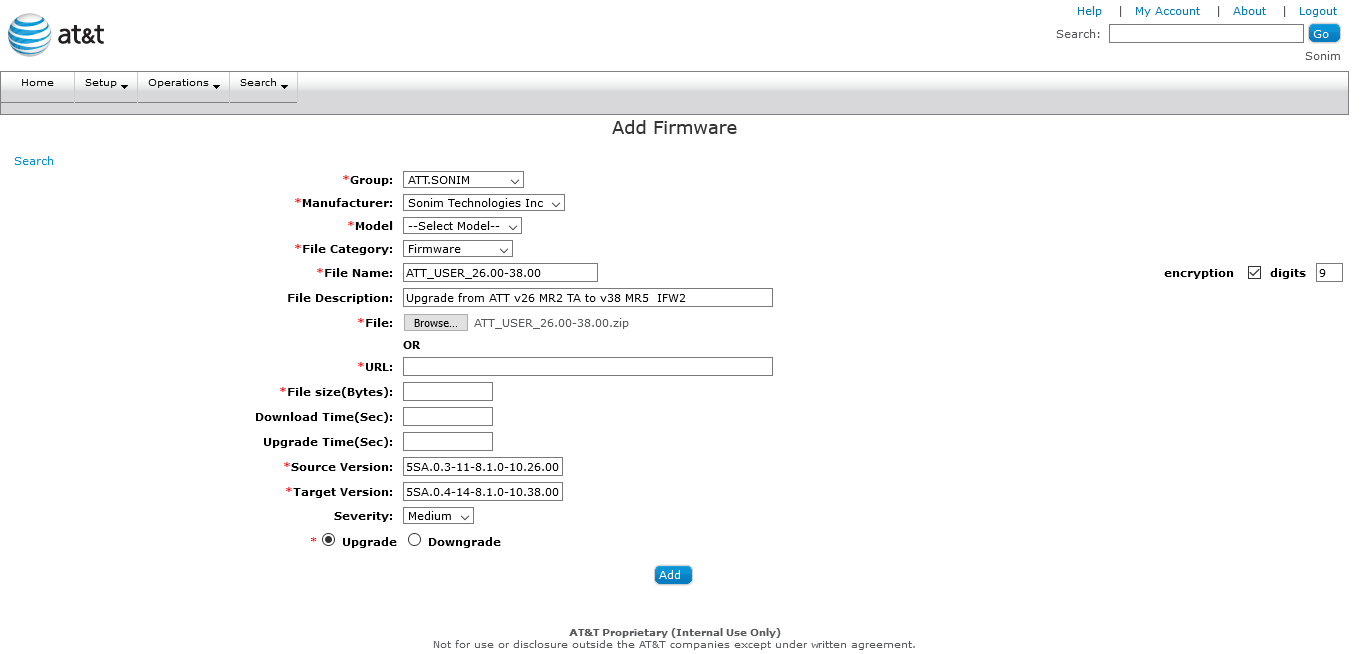 at&t
Help | My Account | About | Logout
Search: Go
Sonim
Home Setup Operations Search
Add Firmware
Search
*Group: ATT.SONIM
*Manufacturer: Sonim Technologies Inc
*Model --Select Model--
*File Category: Firmware
*File Name: ATT_USER_26.00-38.00 encryption digits 9
File Description: Upgrade from ATT v26 MR2 TA to v38 MR5  IFW2
*File: Browse... ATT_USER_26.00-38.00.zip
OR
*URL:
*File size(Bytes):
Download Time(Sec):
Upgrade Time(Sec):
*Source Version: 5SA.0.3-11-8.1.0-10.26.00
*Target Version: 5SA.0.4-14-8.1.0-10.38.00
Severity: Medium
* Upgrade Downgrade
Add
AT&T Proprietary (Internal Use Only)
Not for use or disclosure outside the AT&T companies except under written agreement.